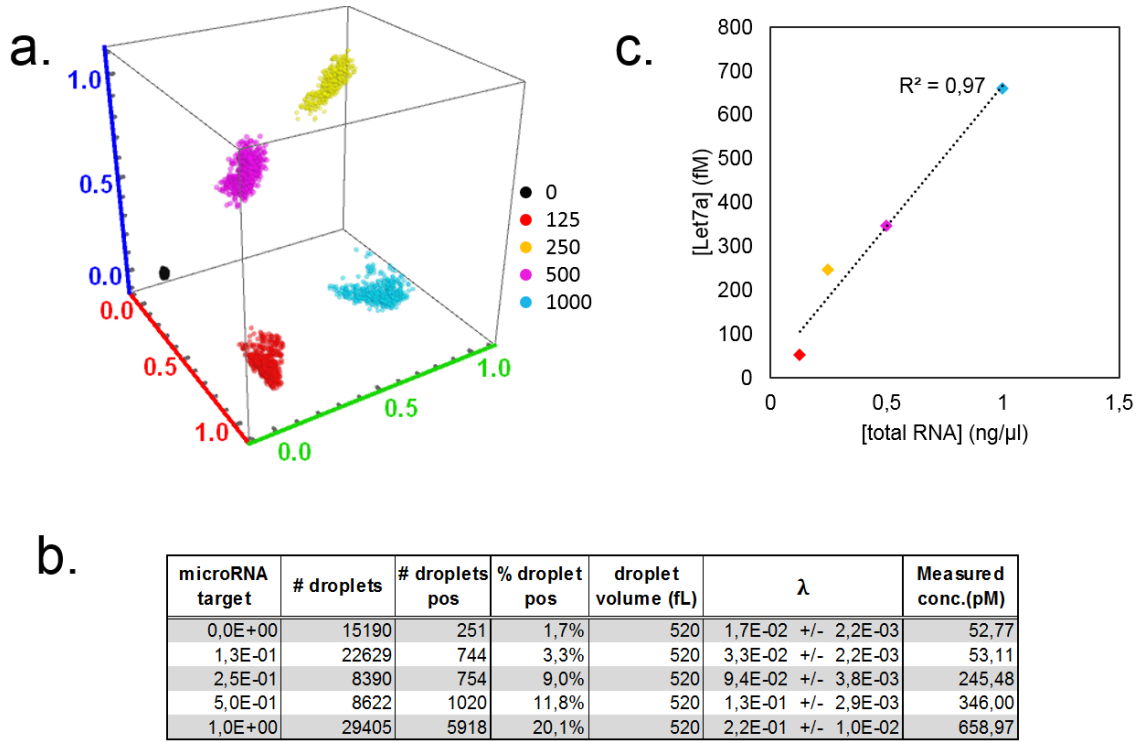 a.
1.0
0.5
0.0
0.0
0.5
1.0
0.0
0.5
1.0
0
125
250
500
1000
c.
800
700
600
500
400
300
200
100
0
R² = 0,97
[Let7a] (fM)
0 0,5 1 1,5
[total RNA] (ng/µl)
b.
microRNA target # droplets # droplets pos % droplet pos droplet volume (fL) λ Measured conc.(pM)
0,0E+00 15190 251 1,7% 520 1,7E-02 +/- 2,2E-03 52,77
1,3E-01 22629 744 3,3% 520 3,3E-02 +/- 2,2E-03 53,11
2,5E-01 8390 754 9,0% 520 9,4E-02 +/- 3,8E-03 245,48
5,0E-01 8622 1020 11,8% 520 1,3E-01 +/- 2,9E-03 346,00
1,0E+00 29405 5918 20,1% 520 2,2E-01 +/- 1,0E-02 658,97